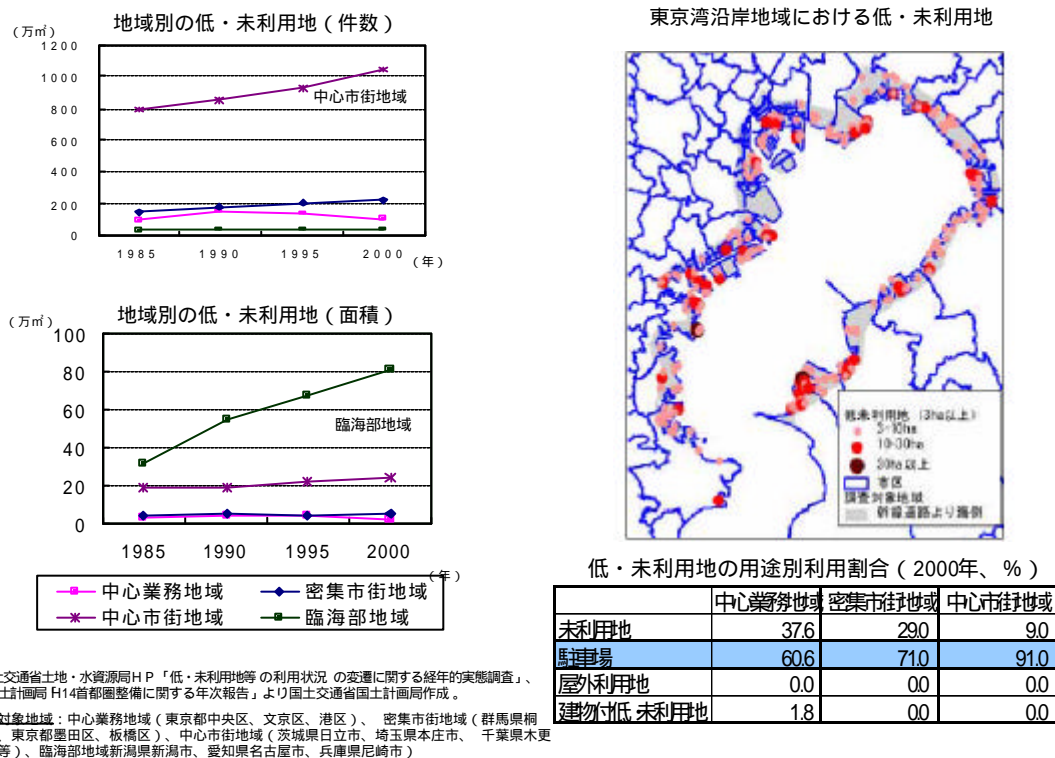 地域別の低・未利用地（件数）
（万㎡）
1200
1000
800
600
400
200
0
中心市街地域
1985 1990 1995 2000
（年）
地域別の低・未利用地（面積）
（万㎡）
100
80
60
40
20
0
臨海部地域
1985 1990 1995 2000
（年）
中心業務地域 密集市街地域
中心市街地域 臨海部地域
土交通省土地・水資源局ＨＰ「低・未利用地等の利用状況の変遷に関する経年的実態調査」、
土計画局 H14首都圏整備に関する年次報告」より国土交通省国土計画局作成。
対象地域：中心業務地域（東京都中央区、文京区、港区）、 密集市街地域（群馬県桐
、東京都墨田区、板橋区）、中心市街地域（茨城県日立市、埼玉県本庄市、 千葉県木更
等）、臨海部地域新潟県新潟市、愛知県名古屋市、兵庫県尼崎市）
東京湾沿岸地域における低・未利用地
低未利用地（3ha以上）
3-10ha
10-30ha
30ha以上
市区
調査対象地域
幹線道路より海側
低・未利用地の用途別利用割合（2000年、％）
中心業務地域 密集市街地域 中心市街地域
未利用地 37.6 29.0 9.0
駐車場 60.6 71.0 91.0
屋外利用地 0.0 0.0 0.0
建物付低・未利用地 1.8 0.0 0.0